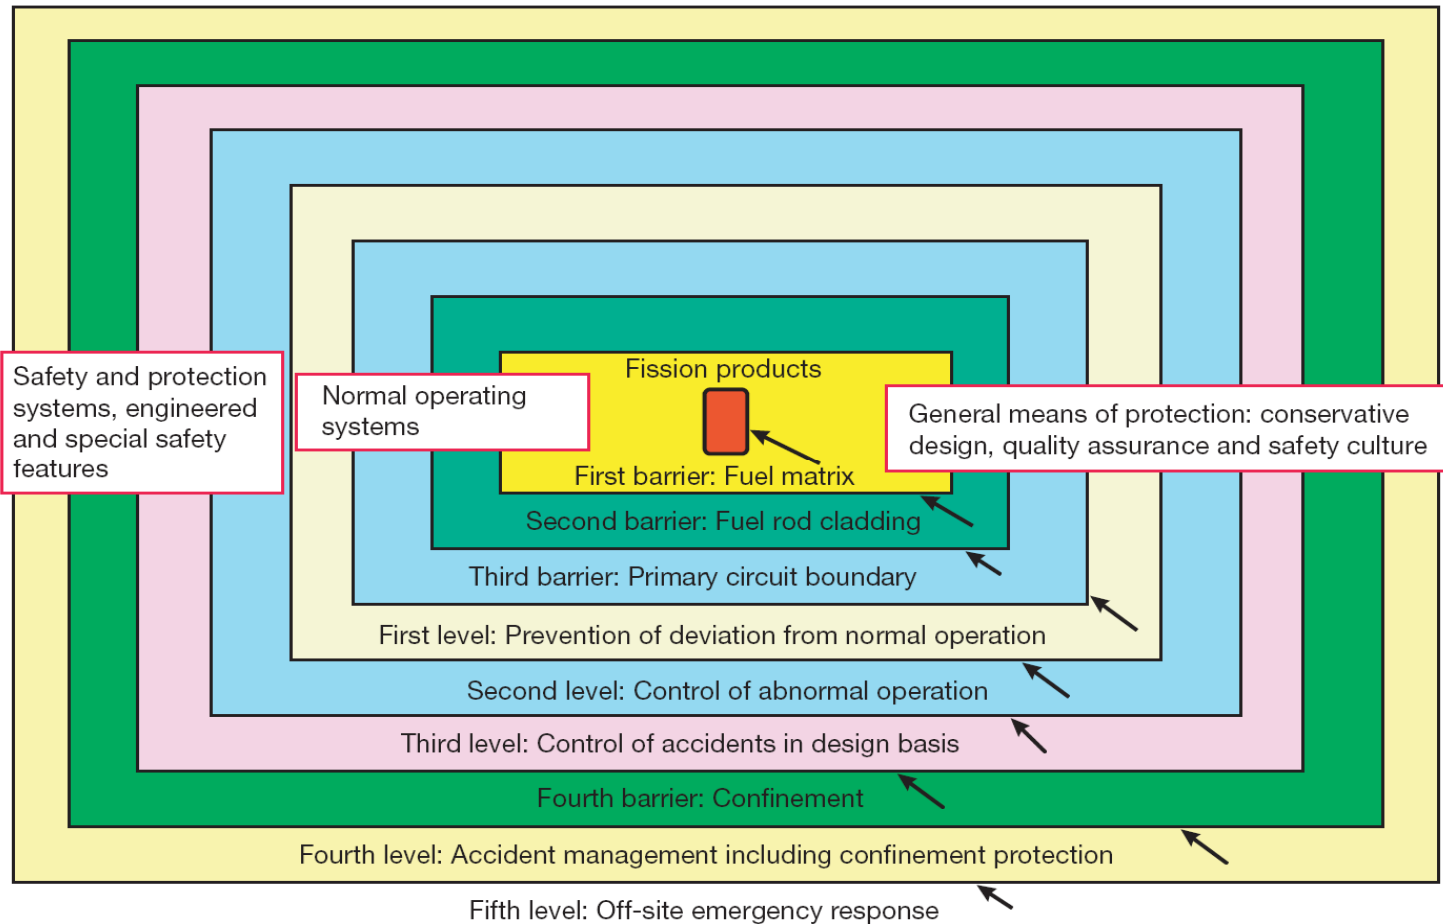 Safety and protection
systems, engineered
and special safety
features
Normal operating
systems
Fission products
First barrier: Fuel matrix
General means of protection: conservative
design, quality assurance and safety culture
Second barrier: Fuel rod cladding
Third barrier: Primary circuit boundary
First level: Prevention of deviation from normal operation
Second level: Control of abnormal operation
Third level: Control of accidents in design basis
Fourth barrier: Confinement
Fourth level: Accident management including confinement protection
Fifth level: Off-site emergency response